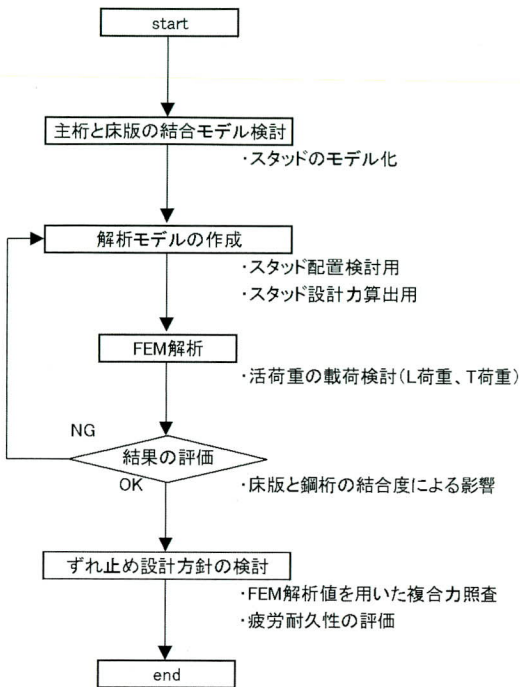 start
主桁と床版の結合モデル検討
・スタッドのモデル化
解析モデルの作成
・スタッド配置検討用
・スタッド設計力算出用
FEM解析
・活荷重の載荷検討(L荷重、T荷重)
NG
結果の評価
OK
・床版と鋼桁の結合度による影響
ずれ止め設計方針の検討
・FEM解析値を用いた複合力照査
・疲労耐久性の評価
end